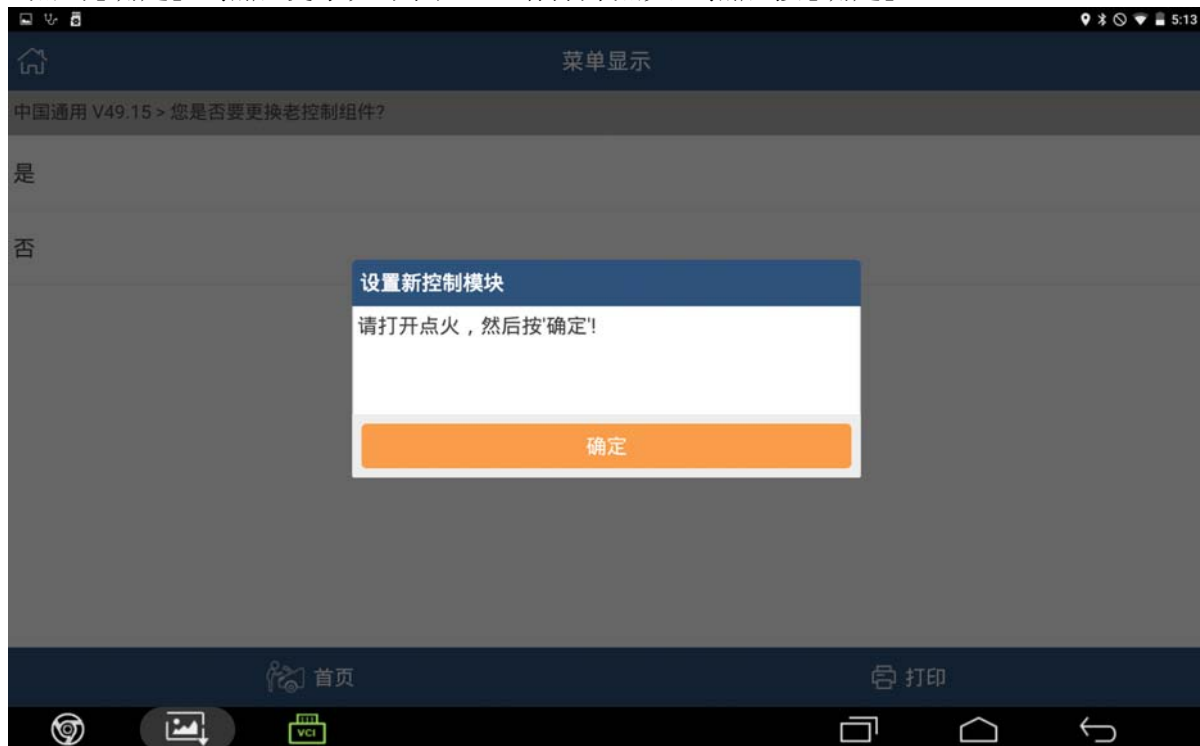 5:13
菜单显示
中国通用 V49.15 > 您是否要更换老控制组件?
是
否
设置新控制模块
请打开点火，然后按'确定'!
确定
首页
打印
VCI